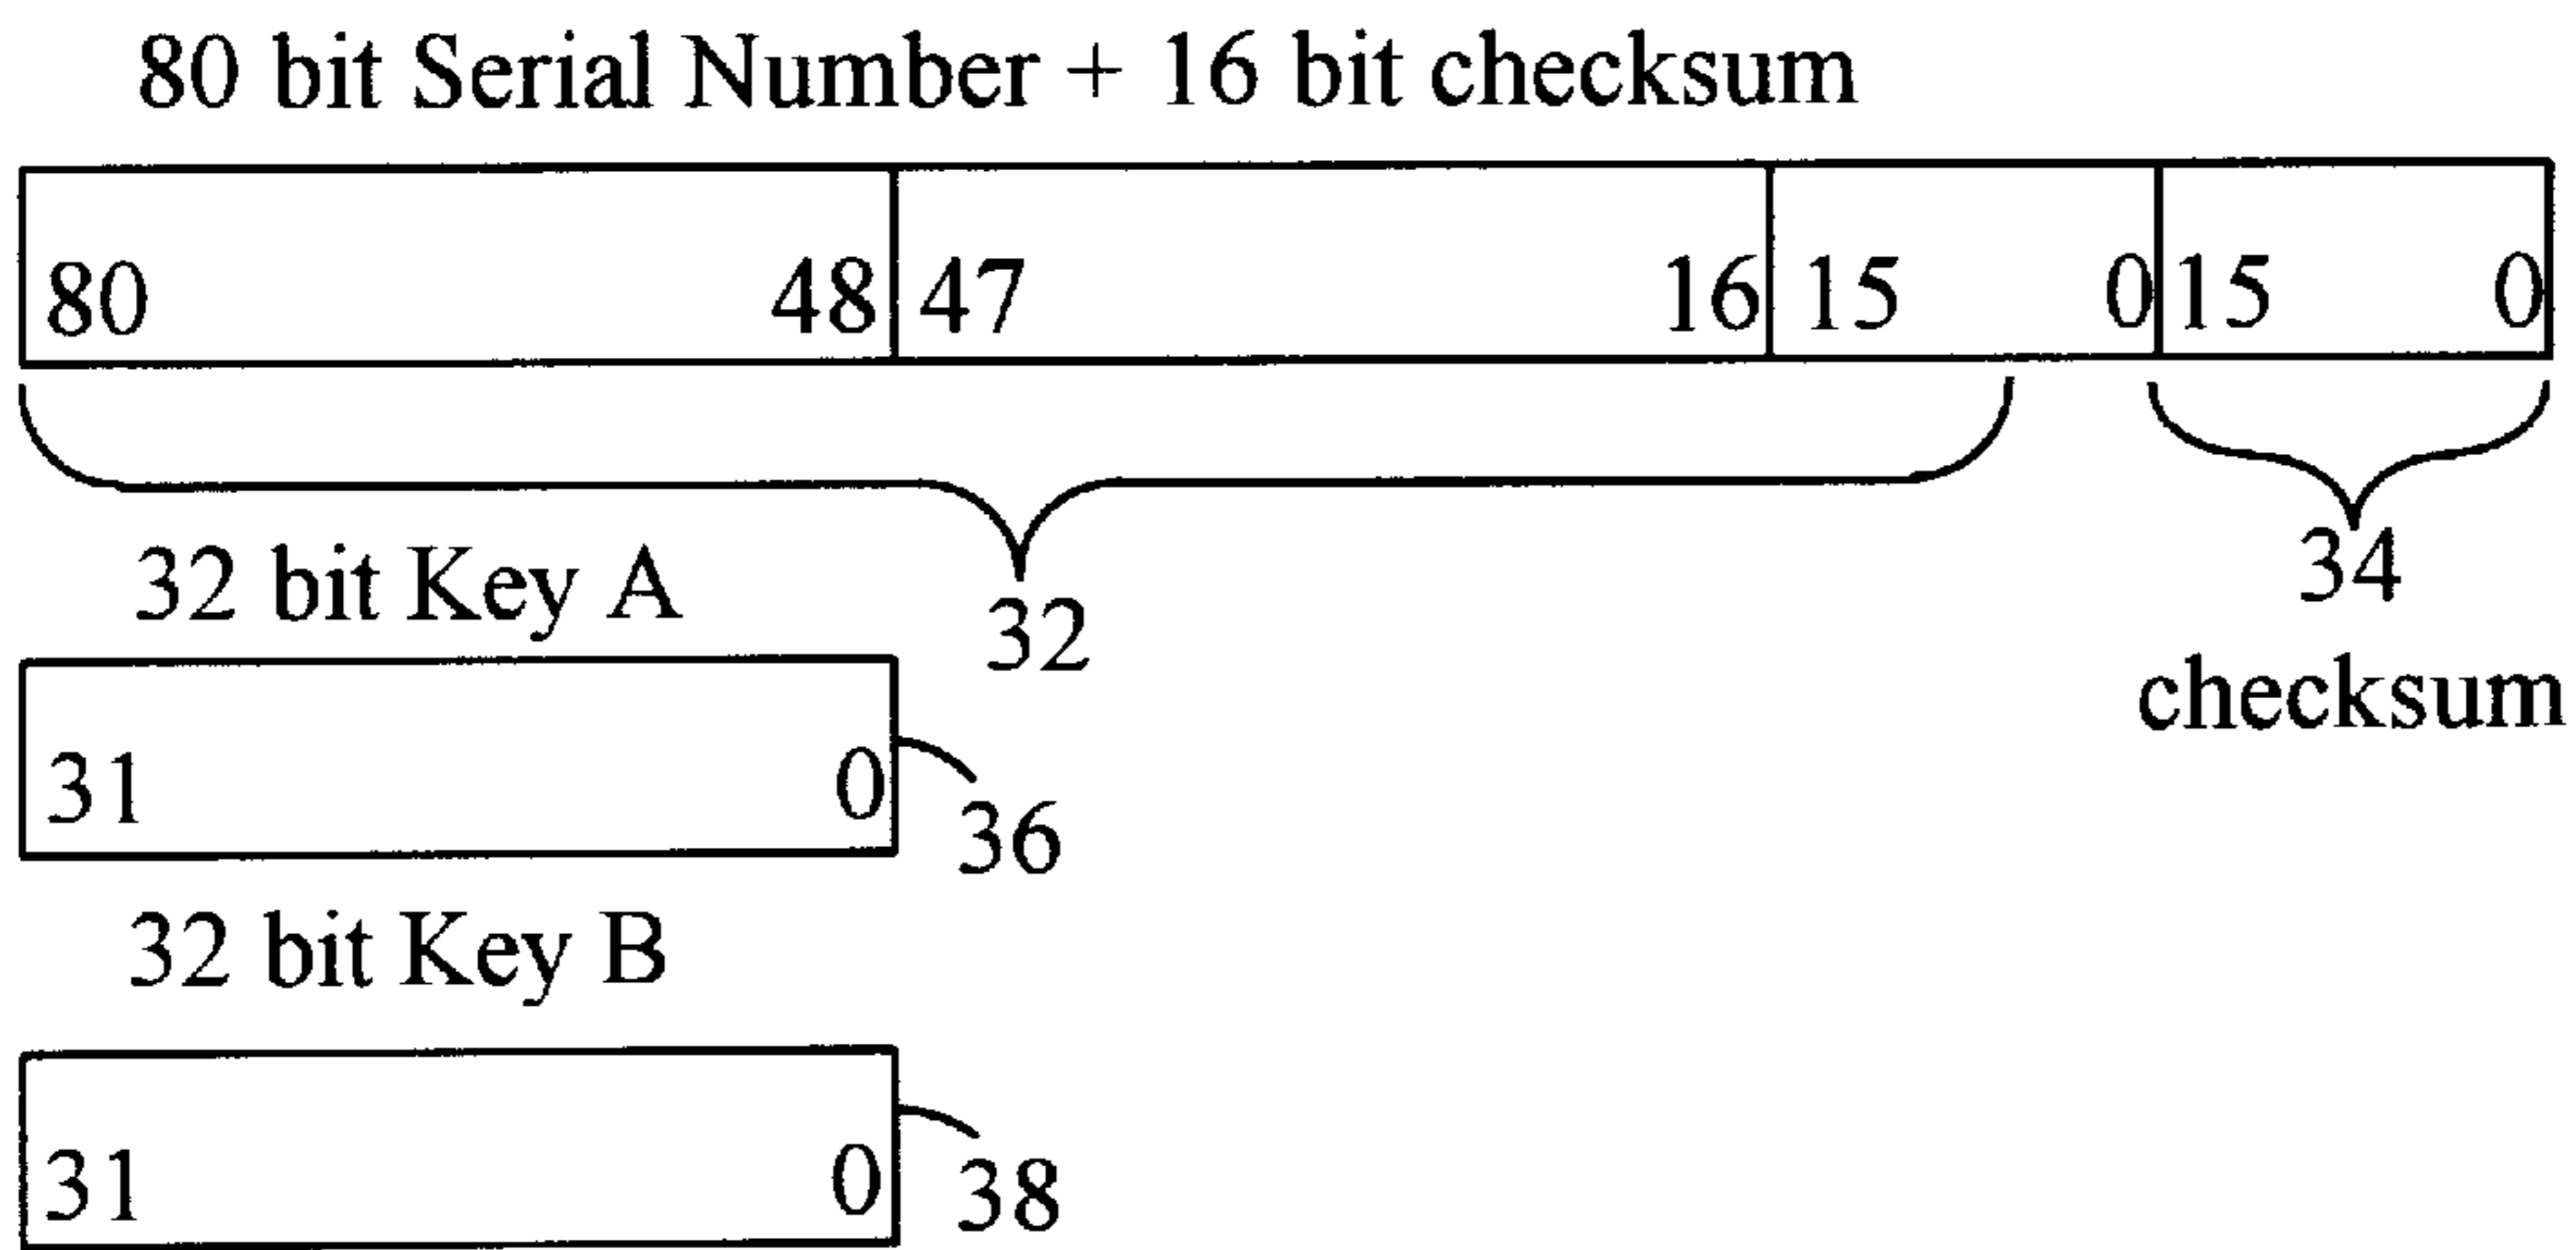 80 bit Serial Number + 16 bit checksum
80 48 47 16 15 0 15 0
32 bit Key A
34
32
checksum
31 0
36
32 bit Key B
31 0
38